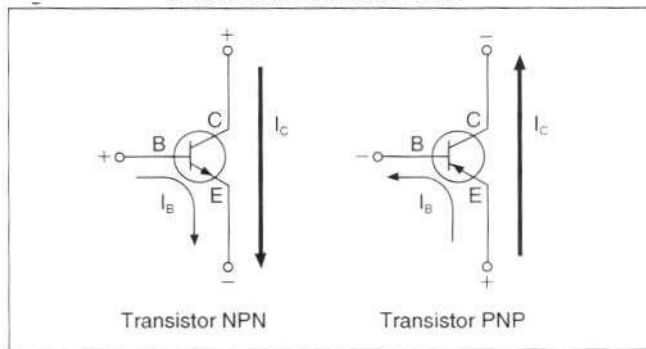 + −
C I_C C I_C
B B
+ −
E E
I_B I_B
− +
Transistor NPN Transistor PNP